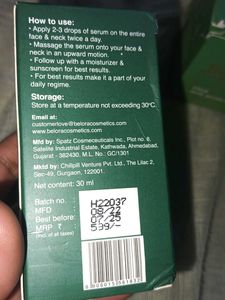 How to use:
• Apply 2-3 drops of serum on the entire
face & neck twice a day.
• Massage the serum onto your face &
neck in an upward motion.
• Follow up with a moisturizer &
sunscreen for best results.
• For best results make it a part of your
daily regime.
Storage:
Store at a temperature not exceeding 30°C.
Email at:
customerlove@beloracosmetics.com
Mfg by: Spatz Cosmeceuticals Inc., Plot no. 6,
Satellite Industrial Estate, Kathwada, Ahmedabad,
Gujarat - 382430. M.L. No.: GC/1301
Mktd by: Chillpill Venture Pvt Ltd., The Lilac 2,
Sec 49, Gurgaon, 122001.
Net content: 30 ml
Batch no. : H22037
MFD : 08/22
Best before: 07/25
MRP ₹ : 599/-
(Incl. of all taxes)